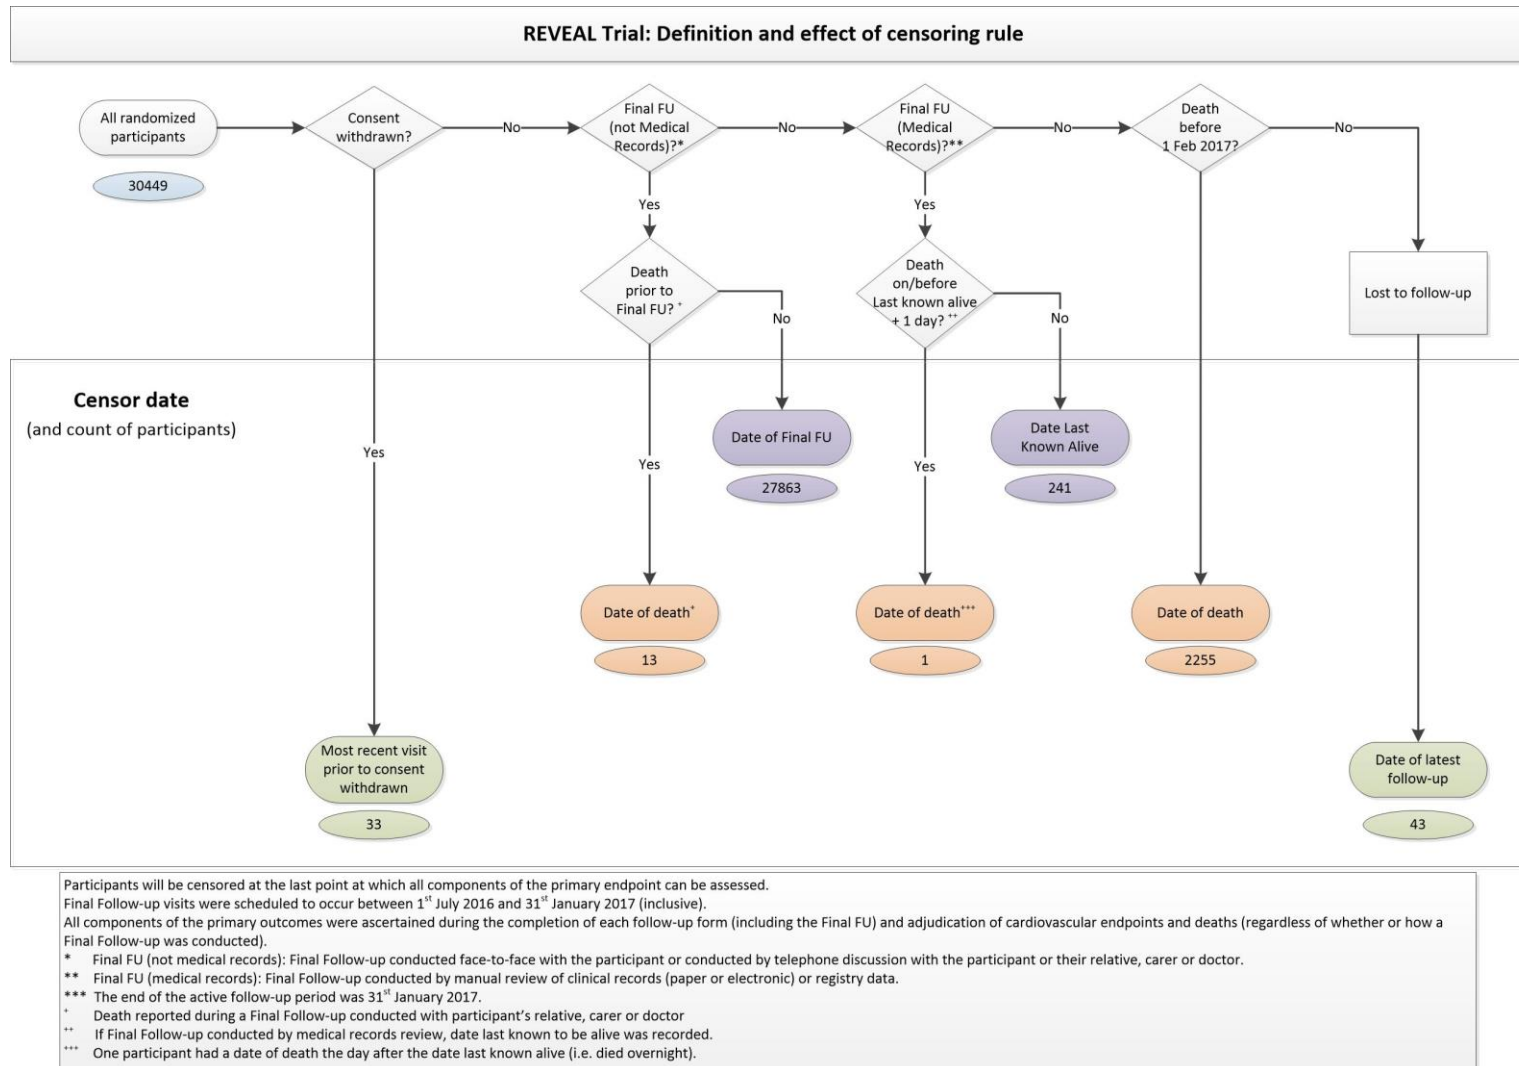 REVEAL Trial: Definition and effect of censoring rule
All randomized
participants
30449
Consent
withdrawn?
No
Final FU
(not Medical
Records)?*
No
Final FU
(Medical
Records)?**
No
Death
before
1 Feb 2017?
No
Yes
Yes
Death
prior to
Final FU? +
No
Death
on/before
Last known alive
+ 1 day? ++
No
Lost to follow-up
Censor date
(and count of participants)
Yes
Yes
Date of Final FU
27863
Yes
Date Last
Known Alive
241
Date of death+
13
Date of death+++
1
Date of death
2255
Most recent visit
prior to consent
withdrawn
33
Date of latest
follow-up
43
Participants will be censored at the last point at which all components of the primary endpoint can be assessed.
Final Follow-up visits were scheduled to occur between 1st July 2016 and 31st January 2017 (inclusive).
All components of the primary outcomes were ascertained during the completion of each follow-up form (including the Final FU) and adjudication of cardiovascular endpoints and deaths (regardless of whether or how a
Final Follow-up was conducted).
* Final FU (not medical records): Final Follow-up conducted face-to-face with the participant or conducted by telephone discussion with the participant or their relative, carer or doctor.
** Final FU (medical records): Final Follow-up conducted by manual review of clinical records (paper or electronic) or registry data.
*** The end of the active follow-up period was 31st January 2017.
+ Death reported during a Final Follow-up conducted with participant's relative, carer or doctor
++ If Final Follow-up conducted by medical records review, date last known to be alive was recorded.
+++ One participant had a date of death the day after the date last known alive (i.e. died overnight).